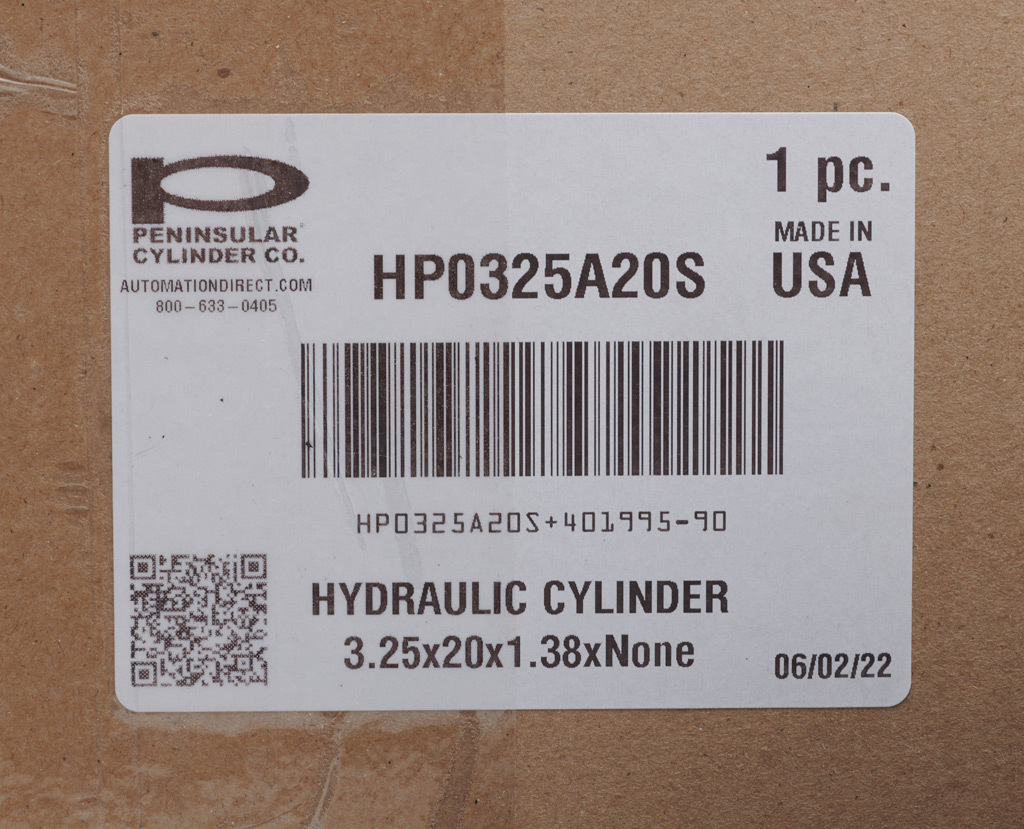 PENINSULAR
CYLINDER CO.
AUTOMATIONDIRECT.COM
800-633-0405
HP0325A20S
1 pc.
MADE IN
USA
HP0325A20S+401995-90
HYDRAULIC CYLINDER
3.25x20x1.38xNone
06/02/22